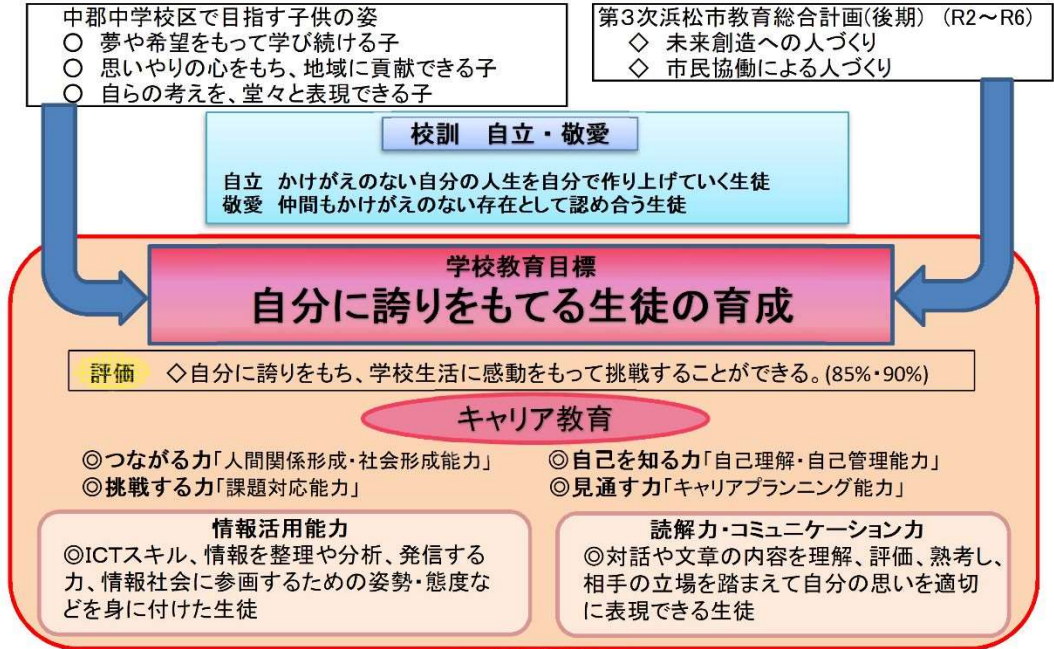 中郡中学校区で目指す子供の姿
○ 夢や希望をもって学び続ける子
○ 思いやりの心をもち、地域に貢献できる子
○ 自らの考えを、堂々と表現できる子
第3次浜松市教育総合計画(後期) (R2～R6)
◇ 未来創造への人づくり
◇ 市民協働による人づくり
校訓 自立・敬愛
自立 かけがえのない自分の人生を自分で作り上げていく生徒
敬愛 仲間もかけがえのない存在として認め合う生徒
学校教育目標
自分に誇りをもてる生徒の育成
評価 ◇自分に誇りをもち、学校生活に感動をもって挑戦することができる。(85%・90%)
キャリア教育
◎つながる力「人間関係形成・社会形成能力」
◎挑戦する力「課題対応能力」
◎自己を知る力「自己理解・自己管理能力」
◎見通す力「キャリアプランニング能力」
情報活用能力
◎ICTスキル、情報を整理や分析、発信する
力、情報社会に参画するための姿勢・態度な
どを身に付けた生徒
読解力・コミュニケーション力
◎対話や文章の内容を理解、評価、熟考し、
相手の立場を踏まえて自分の思いを適切
に表現できる生徒